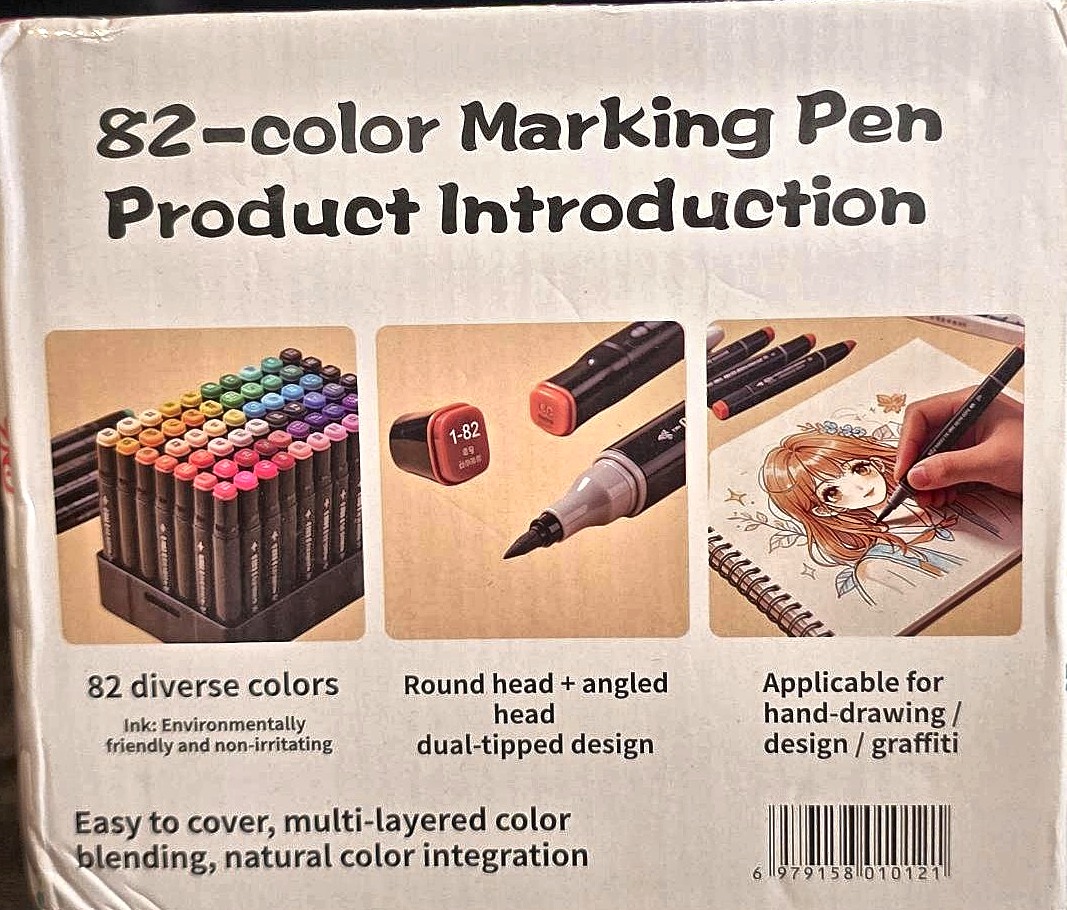 82-color Marking Pen
Product Introduction
1-82
82 diverse colors
Ink: Environmentally
friendly and non-irritating
Round head + angled
head
dual-tipped design
Applicable for
hand-drawing /
design / graffiti
Easy to cover, multi-layered color
blending, natural color integration
6 979158 010121